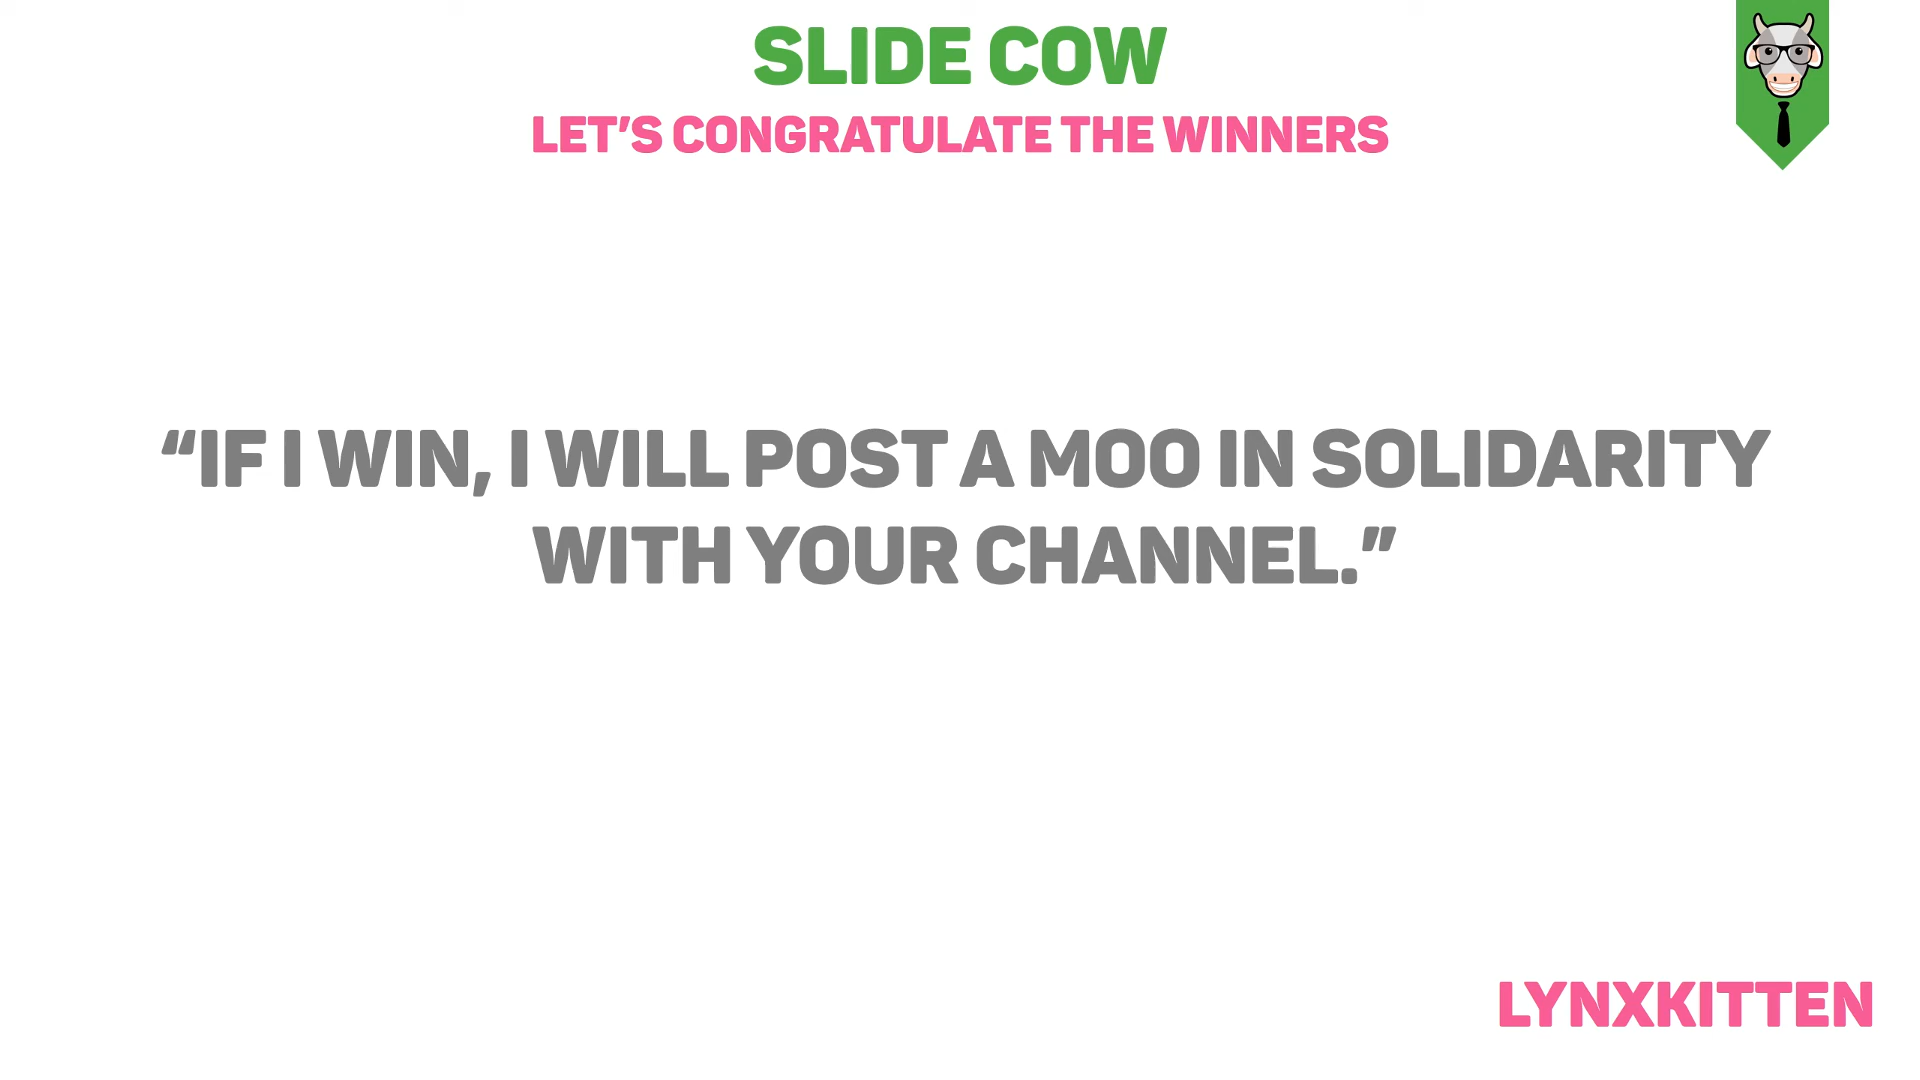 SLIDE COW
LET’S CONGRATULATE THE WINNERS
“IF I WIN, I WILL POST A MOO IN SOLIDARITY
WITH YOUR CHANNEL.”
LYNXKITTEN